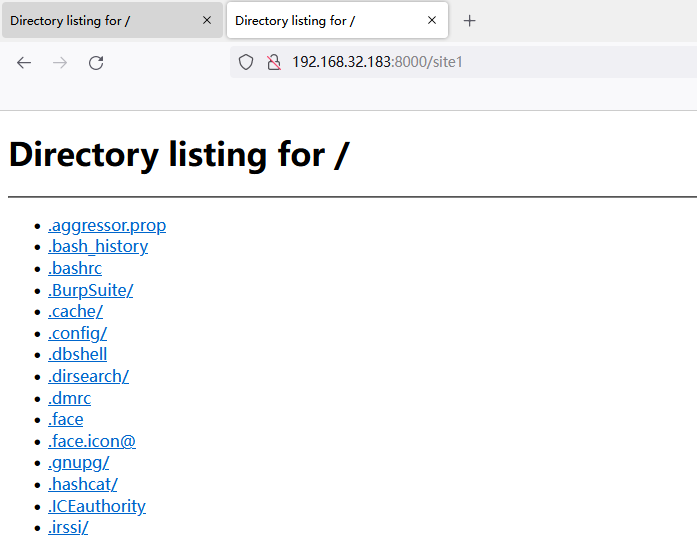 Directory listing for / Directory listing for /
192.168.32.183:8000/site1
Directory listing for /
.aggressor.prop
.bash_history
.bashrc
.BurpSuite/
.cache/
.config/
.dbshell
.dirsearch/
.dmrc
.face
.face.icon@
.gnupg/
.hashcat/
.ICEauthority
.irssi/